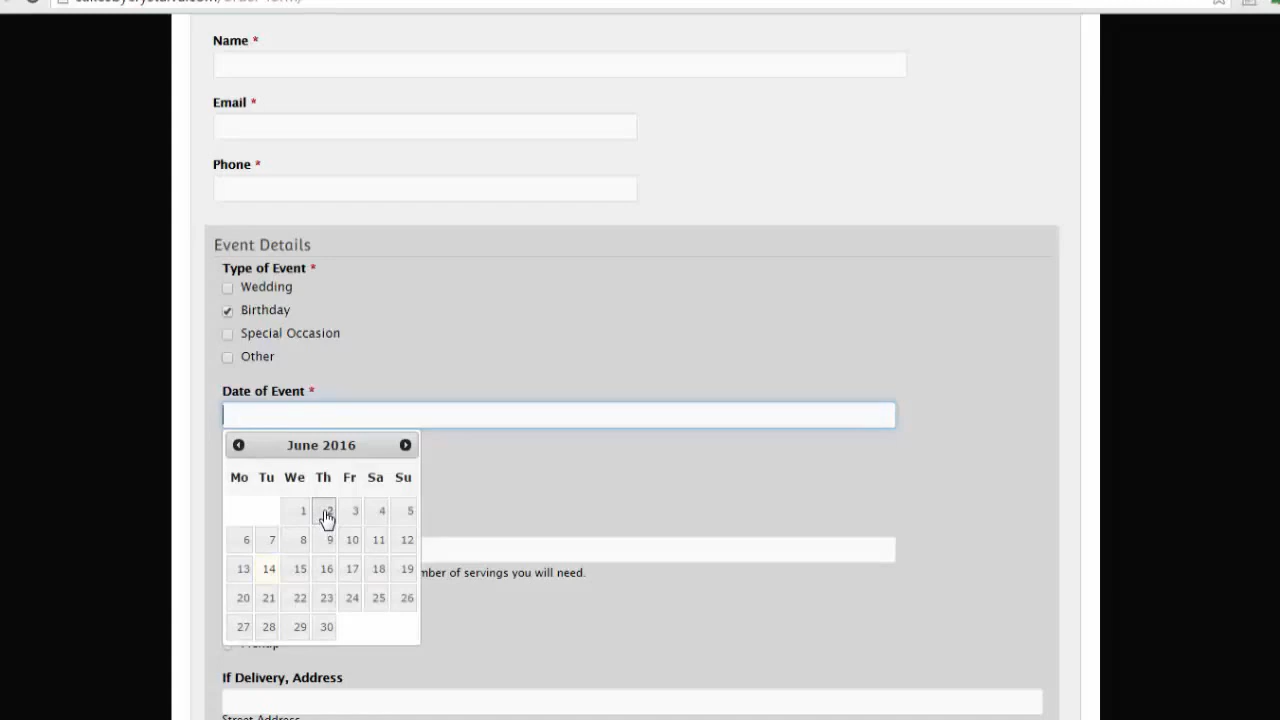 Name *
Email *
Phone *
Event Details
Type of Event *
Wedding
Birthday
Special Occasion
Other
Date of Event *
June 2016
Mo Tu We Th Fr Sa Su
1 2 3 4 5
6 7 8 9 10 11 12
13 14 15 16 17 18 19
20 21 22 23 24 25 26
27 28 29 30
of servings you will need.
If Delivery, Address
Street Address